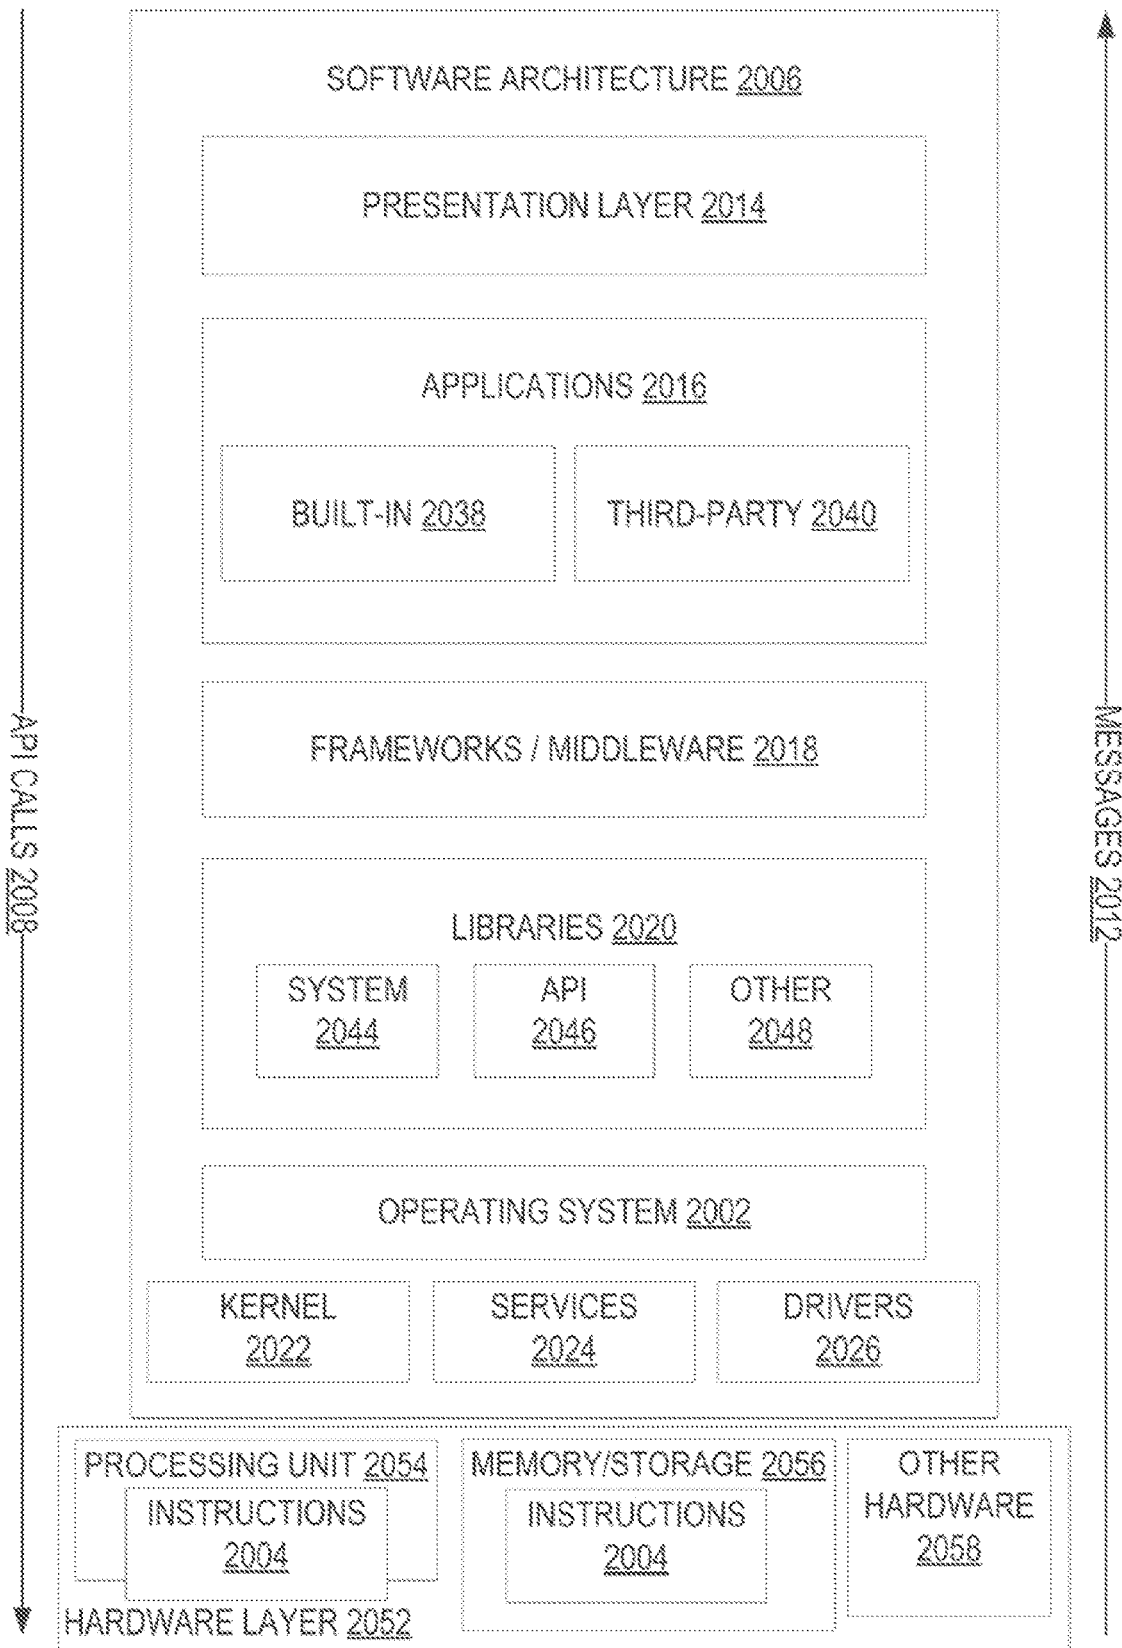 SOFTWARE ARCHITECTURE 2006
PRESENTATION LAYER 2014
APPLICATIONS 2016
BUILT-IN 2038
THIRD-PARTY 2040
FRAMEWORKS / MIDDLEWARE 2018
API CALLS 2008
MESSAGES 2012
LIBRARIES 2020
SYSTEM
2044
API
2046
OTHER
2048
OPERATING SYSTEM 2002
KERNEL
2022
SERVICES
2024
DRIVERS
2026
PROCESSING UNIT 2054
INSTRUCTIONS
2004
MEMORY/STORAGE 2056
INSTRUCTIONS
2004
OTHER
HARDWARE
2058
HARDWARE LAYER 2052